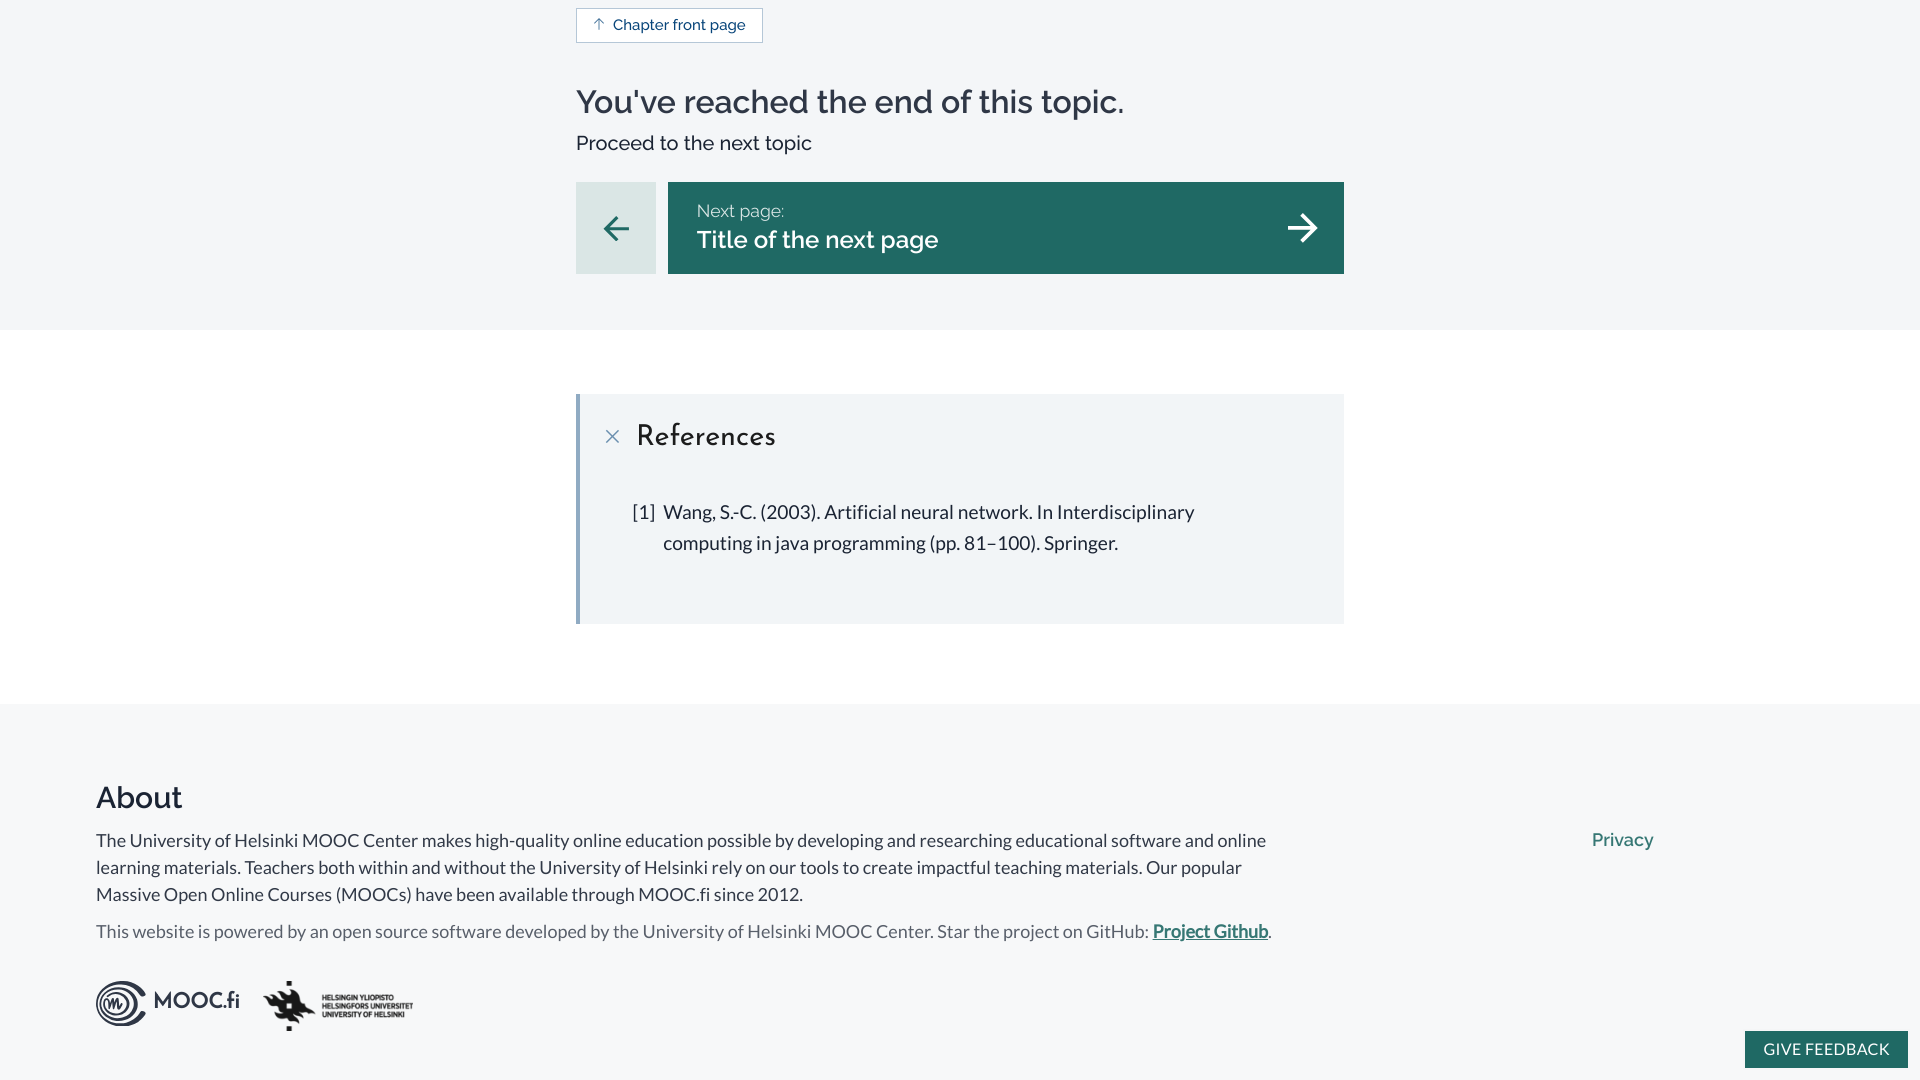 Chapter front page
You've reached the end of this topic.
Proceed to the next topic
Next page:
Title of the next page
References
[1] Wang, S.-C. (2003). Artificial neural network. In Interdisciplinary
computing in java programming (pp. 81–100). Springer.
About
The University of Helsinki MOOC Center makes high-quality online education possible by developing and researching educational software and online
learning materials. Teachers both within and without the University of Helsinki rely on our tools to create impactful teaching materials. Our popular
Massive Open Online Courses (MOOCs) have been available through MOOC.fi since 2012.
Privacy
This website is powered by an open source software developed by the University of Helsinki MOOC Center. Star the project on GitHub: Project Github.
MOOC.fi
HELSINGIN YLIOPISTO
HELSINGFORS UNIVERSITET
UNIVERSITY OF HELSINKI
GIVE FEEDBACK